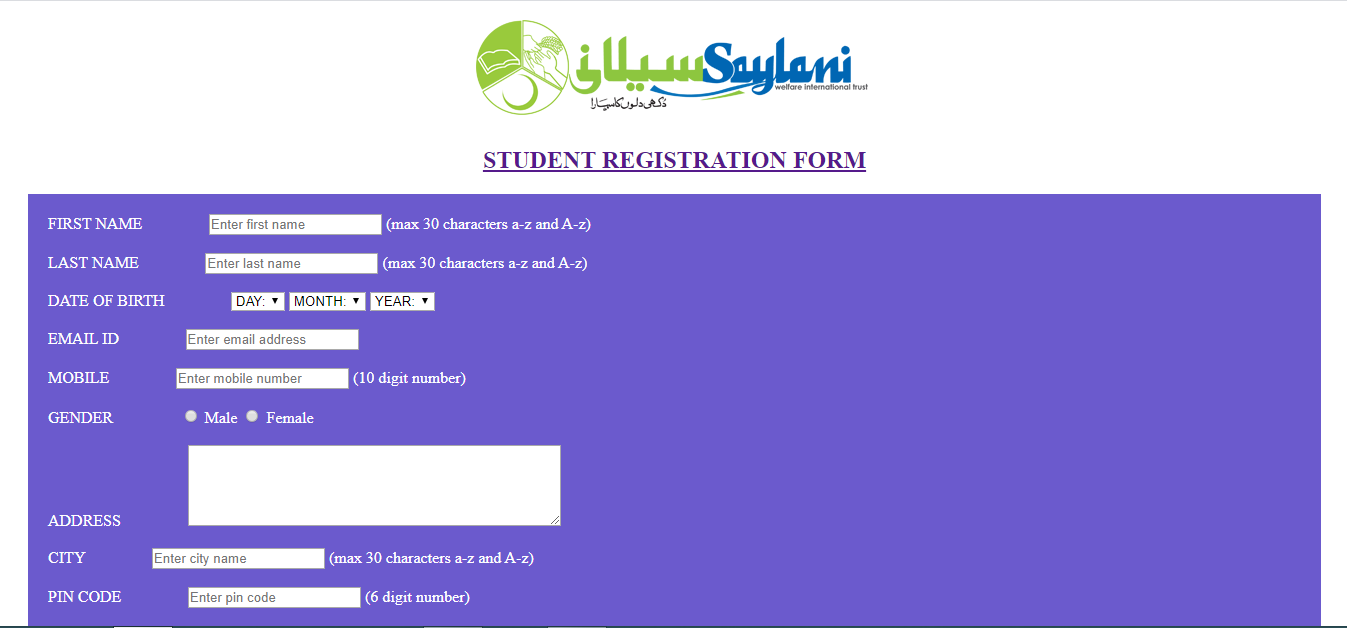 سیلانی Saylani
welfare international trust
دُکھی دلوں کا سہارا
STUDENT REGISTRATION FORM
FIRST NAME Enter first name (max 30 characters a-z and A-z)
LAST NAME Enter last name (max 30 characters a-z and A-z)
DATE OF BIRTH DAY: MONTH: YEAR:
EMAIL ID Enter email address
MOBILE Enter mobile number (10 digit number)
GENDER Male Female
ADDRESS
CITY Enter city name (max 30 characters a-z and A-z)
PIN CODE Enter pin code (6 digit number)